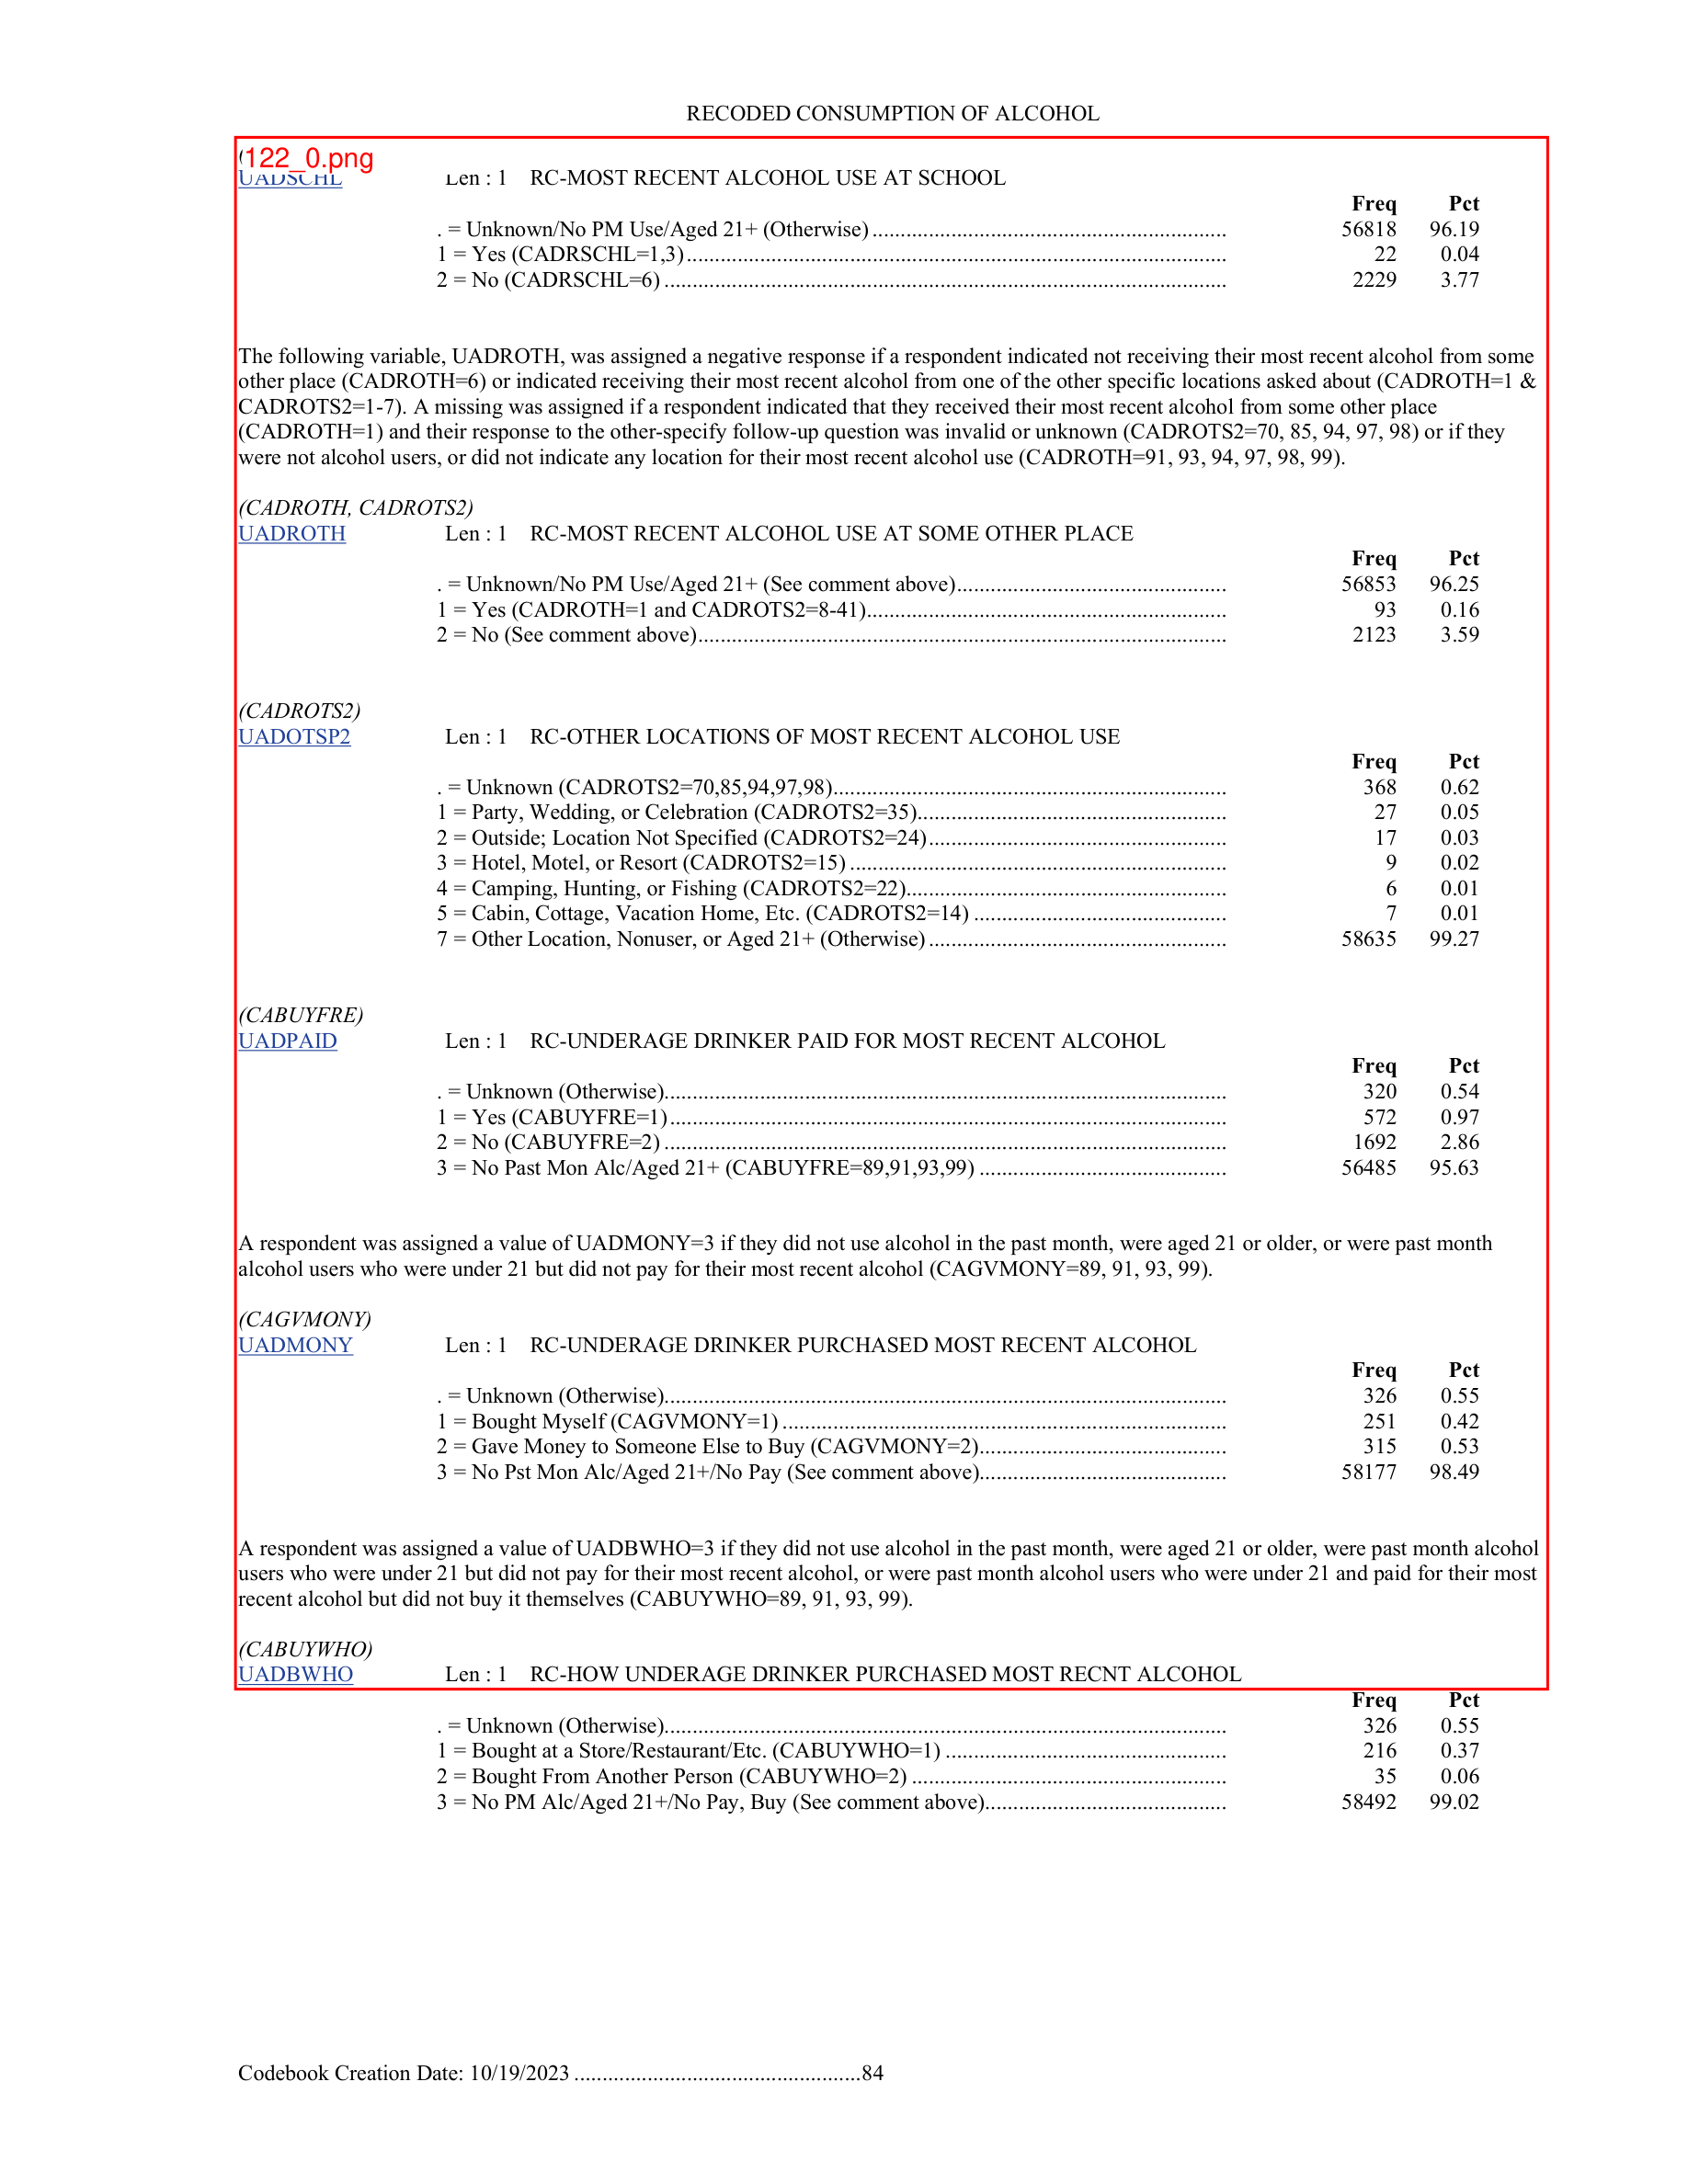 RECODED CONSUMPTION OF ALCOHOL
122_0.png
UADSCHL Len : 1 RC-MOST RECENT ALCOHOL USE AT SCHOOL
Freq Pct
. = Unknown/No PM Use/Aged 21+ (Otherwise)............................................................... 56818 96.19
1 = Yes (CADRSCHL=1,3)................................................................................................ 22 0.04
2 = No (CADRSCHL=6).................................................................................................... 2229 3.77
The following variable, UADROTH, was assigned a negative response if a respondent indicated not receiving their most recent alcohol from some
other place (CADROTH=6) or indicated receiving their most recent alcohol from one of the other specific locations asked about (CADROTH=1 &
CADROTS2=1-7). A missing was assigned if a respondent indicated that they received their most recent alcohol from some other place
(CADROTH=1) and their response to the other-specify follow-up question was invalid or unknown (CADROTS2=70, 85, 94, 97, 98) or if they
were not alcohol users, or did not indicate any location for their most recent alcohol use (CADROTH=91, 93, 94, 97, 98, 99).
(CADROTH, CADROTS2)
UADROTH Len : 1 RC-MOST RECENT ALCOHOL USE AT SOME OTHER PLACE
Freq Pct
. = Unknown/No PM Use/Aged 21+ (See comment above)................................................ 56853 96.25
1 = Yes (CADROTH=1 and CADROTS2=8-41)................................................................ 93 0.16
2 = No (See comment above).............................................................................................. 2123 3.59
(CADROTS2)
UADOTSP2 Len : 1 RC-OTHER LOCATIONS OF MOST RECENT ALCOHOL USE
Freq Pct
. = Unknown (CADROTS2=70,85,94,97,98)...................................................................... 368 0.62
1 = Party, Wedding, or Celebration (CADROTS2=35)....................................................... 27 0.05
2 = Outside; Location Not Specified (CADROTS2=24)..................................................... 17 0.03
3 = Hotel, Motel, or Resort (CADROTS2=15)................................................................... 9 0.02
4 = Camping, Hunting, or Fishing (CADROTS2=22)......................................................... 6 0.01
5 = Cabin, Cottage, Vacation Home, Etc. (CADROTS2=14)............................................. 7 0.01
7 = Other Location, Nonuser, or Aged 21+ (Otherwise)..................................................... 58635 99.27
(CABUYFRE)
UADPAID Len : 1 RC-UNDERAGE DRINKER PAID FOR MOST RECENT ALCOHOL
Freq Pct
. = Unknown (Otherwise).................................................................................................... 320 0.54
1 = Yes (CABUYFRE=1)................................................................................................... 572 0.97
2 = No (CABUYFRE=2).................................................................................................... 1692 2.86
3 = No Past Mon Alc/Aged 21+ (CABUYFRE=89,91,93,99)............................................ 56485 95.63
A respondent was assigned a value of UADMONY=3 if they did not use alcohol in the past month, were aged 21 or older, or were past month
alcohol users who were under 21 but did not pay for their most recent alcohol (CAGVMONY=89, 91, 93, 99).
(CAGVMONY)
UADMONY Len : 1 RC-UNDERAGE DRINKER PURCHASED MOST RECENT ALCOHOL
Freq Pct
. = Unknown (Otherwise).................................................................................................... 326 0.55
1 = Bought Myself (CAGVMONY=1)............................................................................... 251 0.42
2 = Gave Money to Someone Else to Buy (CAGVMONY=2)............................................ 315 0.53
3 = No Pst Mon Alc/Aged 21+/No Pay (See comment above)............................................ 58177 98.49
A respondent was assigned a value of UADBWHO=3 if they did not use alcohol in the past month, were aged 21 or older, were past month alcohol
users who were under 21 but did not pay for their most recent alcohol, or were past month alcohol users who were under 21 and paid for their most
recent alcohol but did not buy it themselves (CABUYWHO=89, 91, 93, 99).
(CABUYWHO)
UADBWHO Len : 1 RC-HOW UNDERAGE DRINKER PURCHASED MOST RECNT ALCOHOL
Freq Pct
. = Unknown (Otherwise).................................................................................................... 326 0.55
1 = Bought at a Store/Restaurant/Etc. (CABUYWHO=1).................................................. 216 0.37
2 = Bought From Another Person (CABUYWHO=2)........................................................ 35 0.06
3 = No PM Alc/Aged 21+/No Pay, Buy (See comment above)........................................... 58492 99.02
Codebook Creation Date: 10/19/2023 ...................................................84